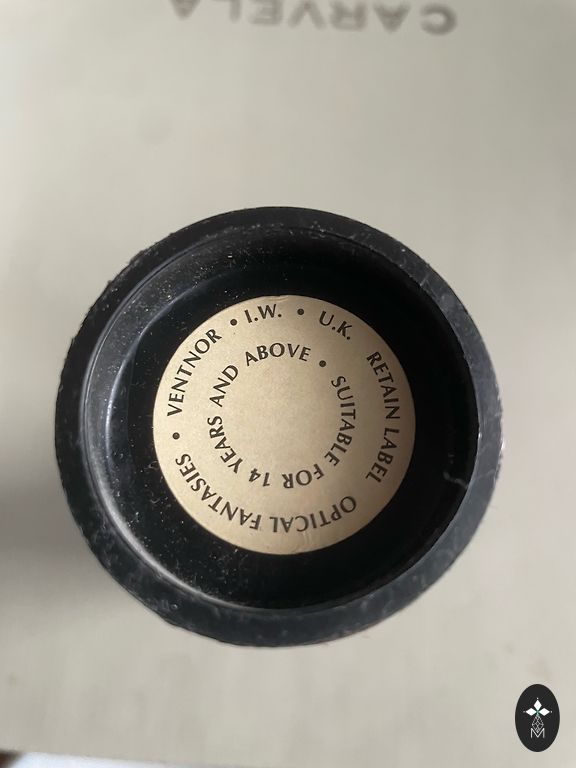 CARVELA
OPTICAL FANTASIES • VENTNOR • I.W. • U.K. RETAIN LABEL
SUITABLE FOR 14 YEARS AND ABOVE •
M